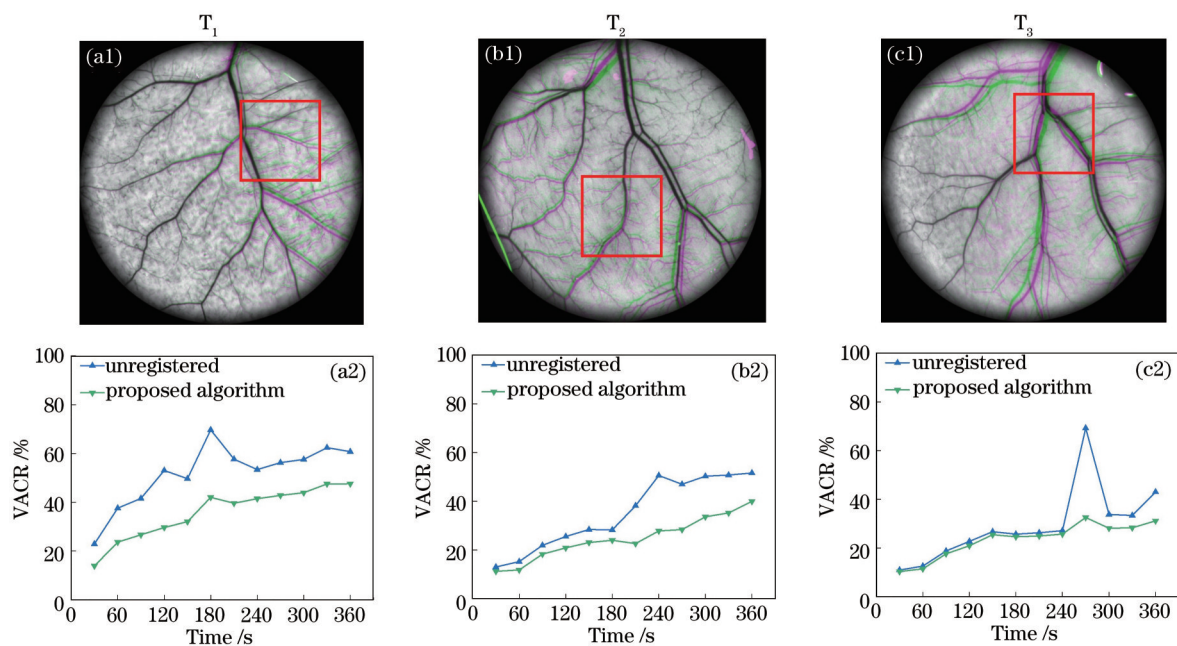 T1 T2 T3
(a1) (b1) (c1)
100
80
60
40
20
0
unregistered
proposed algorithm
(a2)
VACR /%
0 60 120 180 240 300 360
Time /s
100
80
60
40
20
0
unregistered
proposed algorithm
(b2)
VACR /%
0 60 120 180 240 300 360
Time /s
100
80
60
40
20
0
unregistered
proposed algorithm
(c2)
VACR /%
0 60 120 180 240 300 360
Time /s